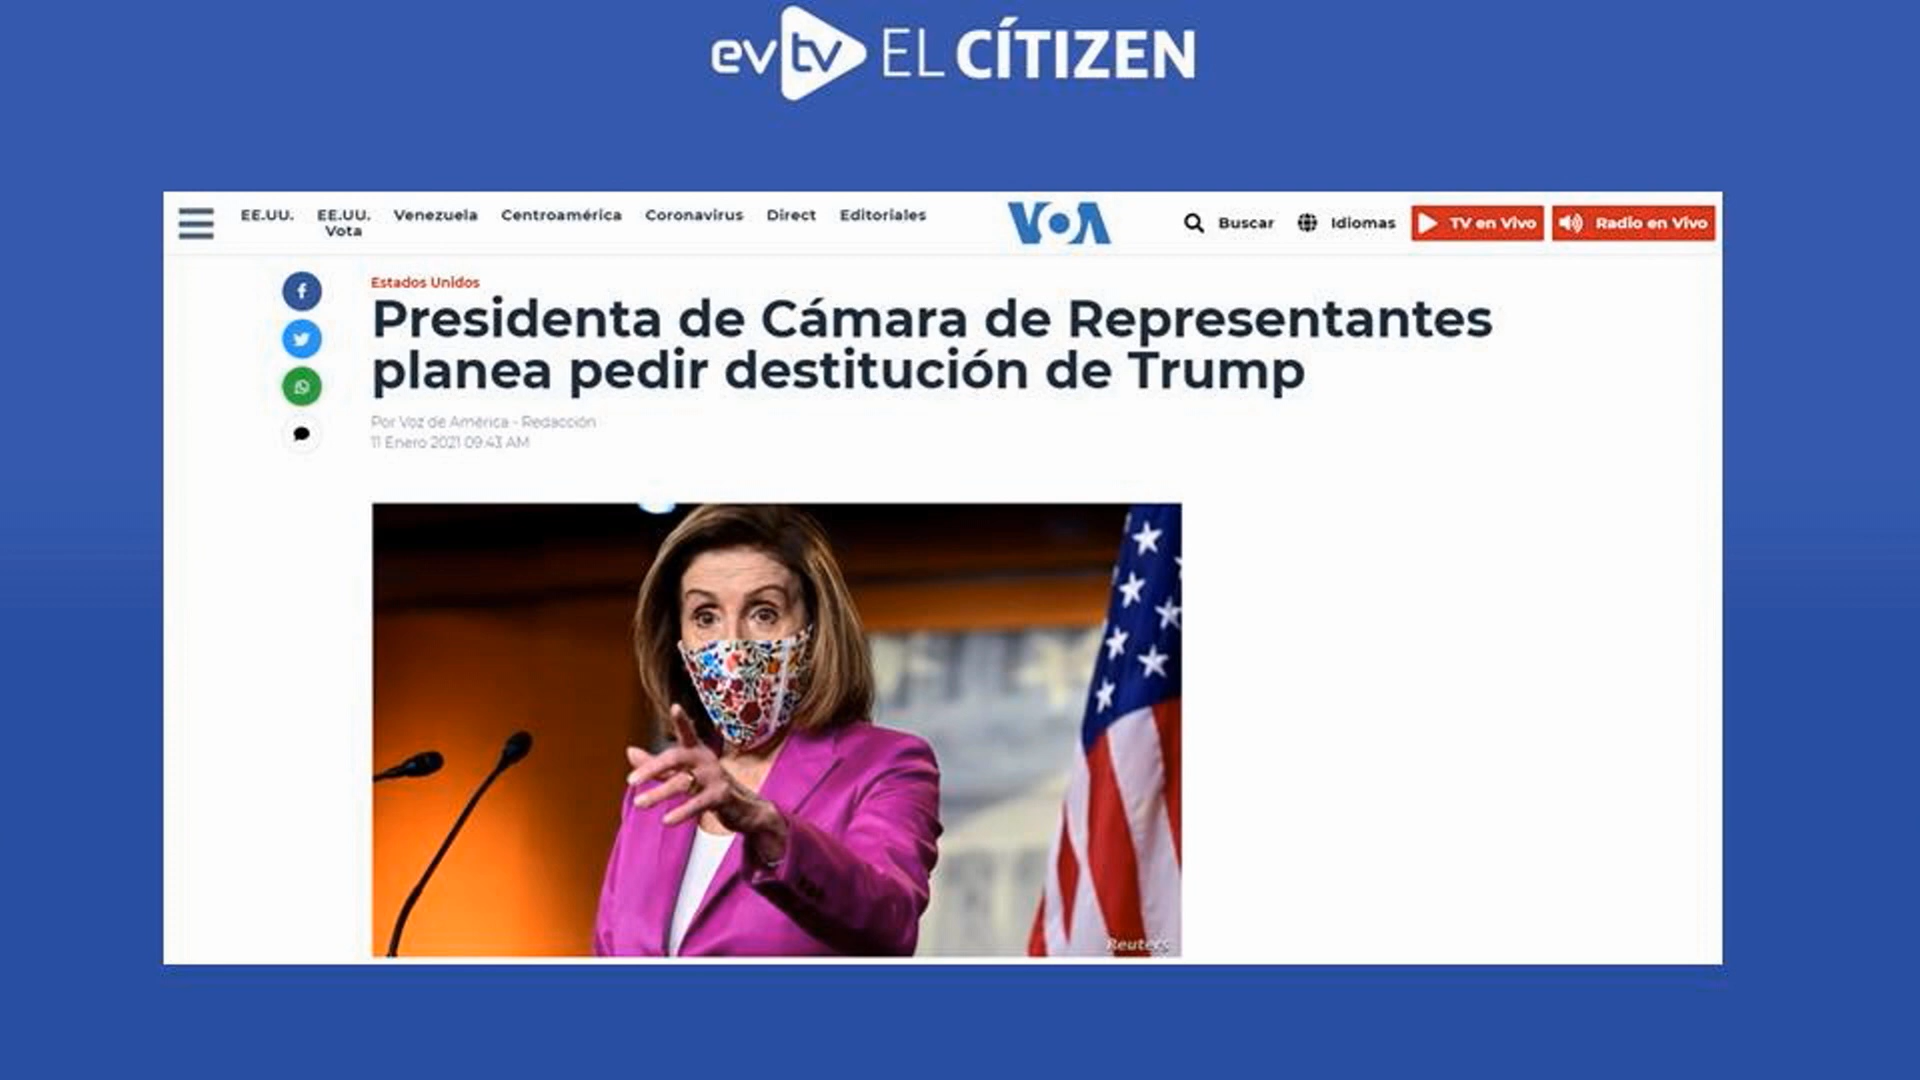 evtv EL CÍTIZEN
EE.UU. EE.UU. Vota Venezuela Centroamérica Coronavirus Direct Editoriales VOA Buscar Idiomas TV en Vivo Radio en Vivo
Estados Unidos
Presidenta de Cámara de Representantes
planea pedir destitución de Trump
Por Voz de América - Redacción
11 Enero 2021 09:43 AM
Reuters